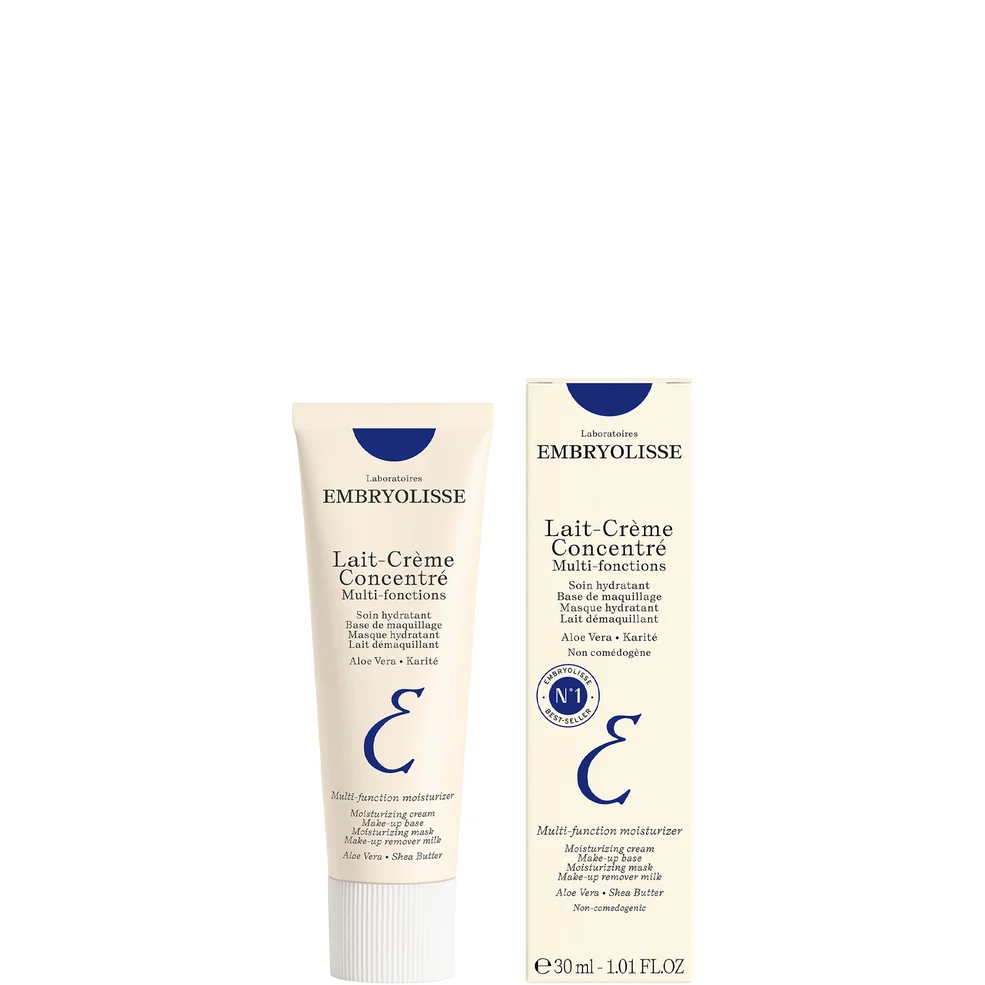 Laboratoires
EMBRYOLISSE
Lait-Crème
Concentré
Multi-fonctions
Soin hydratant
Base de maquillage
Masque hydratant
Lait démaquillant
Aloe Vera • Karité
Ɛ
Multi-function moisturizer
Moisturizing cream
Make-up base
Moisturizing mask
Make-up remover milk
Aloe Vera • Shea Butter
Laboratoires
EMBRYOLISSE
Lait-Crème
Concentré
Multi-fonctions
Soin hydratant
Base de maquillage
Masque hydratant
Lait démaquillant
Aloe Vera • Karité
Non comédogène
EMBRYOLISSE
N°1
BEST-SELLER
Ɛ
Multi-function moisturizer
Moisturizing cream
Make-up base
Moisturizing mask
Make-up remover milk
Aloe Vera • Shea Butter
Non-comedogenic
℮ 30 ml - 1.01 FL.OZ